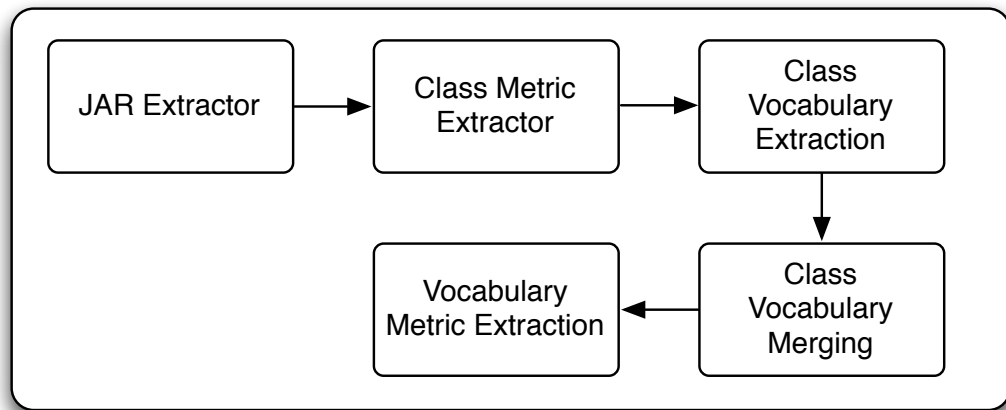 JAR Extractor
Class Metric
Extractor
Class
Vocabulary
Extraction
Vocabulary
Metric Extraction
Class
Vocabulary
Merging